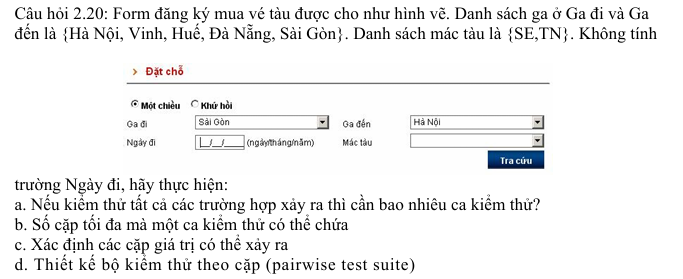 Câu hỏi 2.20: Form đăng ký mua vé tàu được cho như hình vẽ. Danh sách ga ở Ga đi và Ga
đến là {Hà Nội, Vinh, Huế, Đà Nẵng, Sài Gòn}. Danh sách mác tàu là {SE,TN}. Không tính
Đặt chỗ
Một chiều Khứ hồi
Ga đi Sài Gòn Ga đến Hà Nội
Ngày đi __/__/____ (ngày/tháng/năm) Mác tàu
Tra cứu
trường Ngày đi, hãy thực hiện:
a. Nếu kiểm thử tất cả các trường hợp xảy ra thì cần bao nhiêu ca kiểm thử?
b. Số cặp tối đa mà một ca kiểm thử có thể chứa
c. Xác định các cặp giá trị có thể xảy ra
d. Thiết kế bộ kiểm thử theo cặp (pairwise test suite)